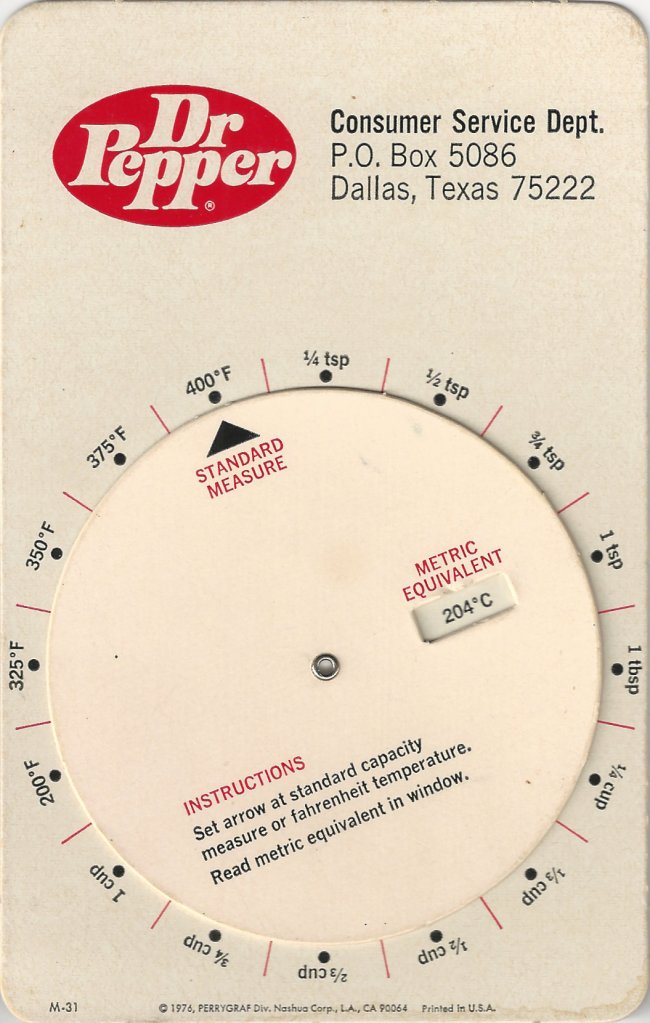 Dr
Pepper®
Consumer Service Dept.
P.O. Box 5086
Dallas, Texas 75222
¼ tsp
½ tsp
¾ tsp
1 tsp
1 tbsp
¼ cup
⅓ cup
½ cup
⅔ cup
¾ cup
1 cup
200°F
325°F
350°F
375°F
400°F
STANDARD
MEASURE
METRIC
EQUIVALENT
204°C
INSTRUCTIONS
Set arrow at standard capacity
measure or fahrenheit temperature.
Read metric equivalent in window.
M-31
© 1976, PERRYGRAF Div. Nashua Corp., L.A., CA 90064 Printed in U.S.A.